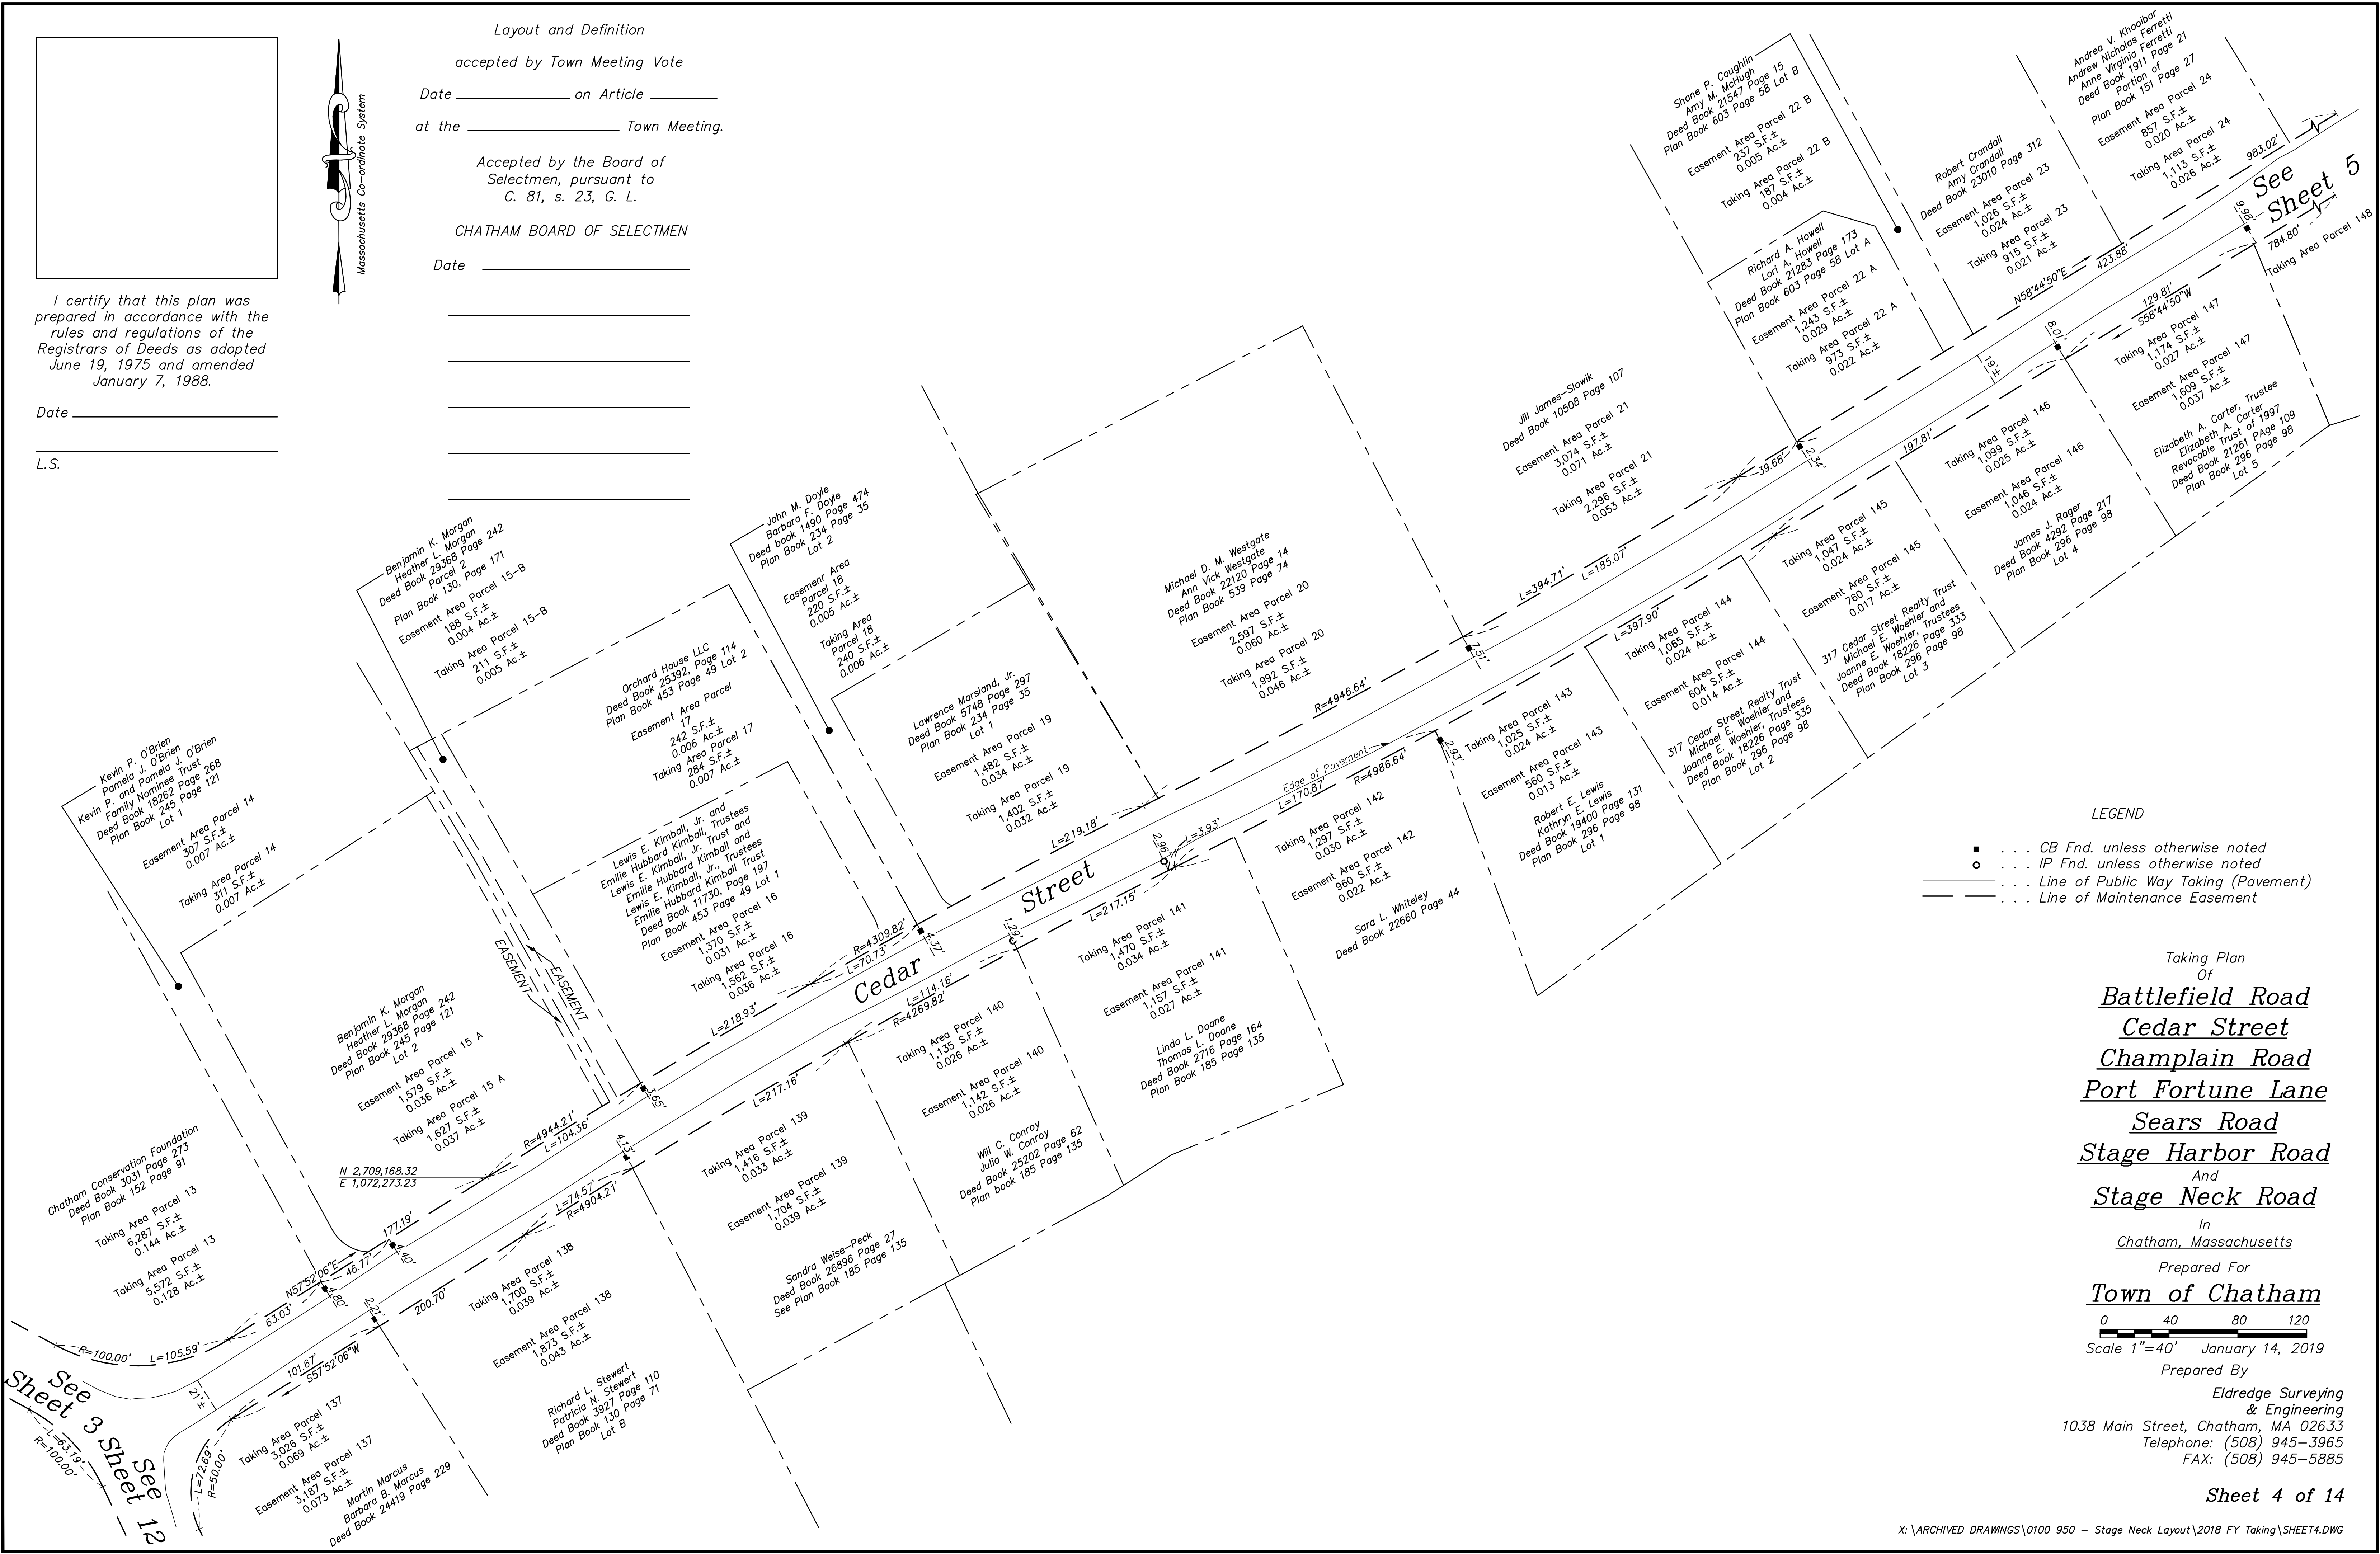 Layout and Definition
accepted by Town Meeting Vote
Date on Article
at the Town Meeting.
Accepted by the Board of
Selectmen, pursuant to
C. 81, s. 23, G. L.
CHATHAM BOARD OF SELECTMEN
Date
Massachusetts Co-ordinate System
I certify that this plan was
prepared in accordance with the
rules and regulations of the
Registrars of Deeds as adopted
June 19, 1975 and amended
January 7, 1988.
Date
L.S.
Kevin P. O'Brien
Pamela J. O'Brien
Kevin P. and Pamela J. O'Brien
Family Nominee Trust
Deed Book 18262 Page 268
Plan Book 245 Page 121
Lot 1
Easement Area Parcel 14
307 S.F.±
0.007 Ac.±
Taking Area Parcel 14
311 S.F.±
0.007 Ac.±
Benjamin K. Morgan
Heather L. Morgan
Deed Book 29368 Page 242
Parcel 2
Plan Book 130, Page 171
Easement Area Parcel 15-B
188 S.F.±
0.004 Ac.±
Taking Area Parcel 15-B
211 S.F.±
0.005 Ac.±
Orchard House LLC
Deed Book 25392, Page 114
Plan Book 453 Page 49 Lot 2
Easement Area Parcel
17
242 S.F.±
0.006 Ac.±
Taking Area Parcel 17
284 S.F.±
0.007 Ac.±
John M. Doyle
Barbara F. Doyle
Deed book 1490 Page 474
Plan Book 234 Page 35
Lot 2
Easemenr Area
Parcel 18
220 S.F.±
0.005 Ac.±
Taking Area
Parcel 18
240 S.F.±
0.006 Ac.±
Lawrence Marsland, Jr.
Deed Book 5748 Page 297
Plan Book 234 Page 35
Lot 1
Easement Area Parcel 19
1,482 S.F.±
0.034 Ac.±
Taking Area Parcel 19
1,402 S.F.±
0.032 Ac.±
Michael D. M. Westgate
Ann Vick Westgate
Deed Book 22120 Page 14
Plan Book 539 Page 74
Easement Area Parcel 20
2,597 S.F.±
0.060 Ac.±
Taking Area Parcel 20
1,992 S.F.±
0.046 Ac.±
Jill James-Slowik
Deed Book 10508 Page 107
Easement Area Parcel 21
3,074 S.F.±
0.071 Ac.±
Taking Area Parcel 21
2,296 S.F.±
0.053 Ac.±
Shane P. Coughlin
Amy M. McHugh
Deed Book 21547 Page 15
Plan Book 603 Page 58 Lot B
Easement Area Parcel 22 B
237 S.F.±
0.005 Ac.±
Taking Area Parcel 22 B
187 S.F.±
0.004 Ac.±
Richard A. Howell
Lori A. Howell
Deed Book 21283 Page 173
Plan Book 603 Page 58 Lot A
Easement Area Parcel 22 A
1,243 S.F.±
0.029 Ac.±
Taking Area Parcel 22 A
973 S.F.±
0.022 Ac.±
Robert Crandall
Amy Crandall
Deed Book 23010 Page 312
Easement Area Parcel 23
1,026 S.F.±
0.024 Ac.±
Taking Area Parcel 23
915 S.F.±
0.021 Ac.±
Andrea V. Khooibar
Andrew Nicholas Ferretti
Anne Virginia Ferretti
Deed Book 1911 Page 21
Portion of
Plan Book 151 Page 27
Easement Area Parcel 24
857 S.F.±
0.020 Ac.±
Taking Area Parcel 24
1,113 S.F.±
0.026 Ac.±
983.02'
See
Sheet 5
9.98'
784.80'
Taking Area Parcel 148
N58°44'50"E
423.88'
129.81'
S58°44'50"W
8.01'
19'±
197.81'
39.68'
2.34'
L=394.71'
L=185.07'
L=397.90'
R=4946.64'
7.51'
Edge of Pavement
R=4986.64'
L=170.87'
2.93'
L=219.18'
L=3.93'
2.96'
L=217.15'
Cedar Street
1.29'
R=4309.82'
L=70.73'
4.37'
L=114.16'
R=4269.82'
L=218.93'
L=217.16'
3.65'
4.13'
R=4944.21'
L=104.36'
L=74.57'
R=4904.21'
EASEMENT
EASEMENT
N 2,709,168.32
E 1,072,273.23
177.19'
4.40'
46.77'
N57°52'06"E
4.80'
63.03'
2.21'
200.70'
101.67'
S57°52'06"W
R=100.00' L=105.59'
21'±
See
Sheet 3
L=63.19'
R=100.00'
See
Sheet 12
L=72.69'
R=50.00'
Lewis E. Kimball, Jr. and
Emilie Hubbard Kimball, Trustees
Lewis E. Kimball, Jr. Trust and
Emilie Hubbard Kimball and
Lewis E. Kimball, Jr., Trustees
Emilie Hubbard Kimball Trust
Deed Book 11730, Page 197
Plan Book 453 Page 49 Lot 1
Easement Area Parcel 16
1,370 S.F.±
0.031 Ac.±
Taking Area Parcel 16
1,562 S.F.±
0.036 Ac.±
Benjamin K. Morgan
Heather L. Morgan
Deed Book 29368 Page 242
Plan Book 245 Page 121
Lot 2
Easement Area Parcel 15 A
1,579 S.F.±
0.036 Ac.±
Taking Area Parcel 15 A
1,627 S.F.±
0.037 Ac.±
Chatham Conservation Foundation
Deed Book 3031 Page 273
Plan Book 152 Page 91
Taking Area Parcel 13
6,287 S.F.±
0.144 Ac.±
Taking Area Parcel 13
5,572 S.F.±
0.128 Ac.±
Taking Area Parcel 137
3,026 S.F.±
0.069 Ac.±
Easement Area Parcel 137
3,187 S.F.±
0.073 Ac.±
Martin Marcus
Barbara B. Marcus
Deed Book 24419 Page 229
Taking Area Parcel 138
1,700 S.F.±
0.039 Ac.±
Easement Area Parcel 138
1,873 S.F.±
0.043 Ac.±
Richard L. Stewert
Patricia N. Stewert
Deed Book 3927 Page 110
Plan Book 130 Page 71
Lot B
Taking Area Parcel 139
1,416 S.F.±
0.033 Ac.±
Easement Area Parcel 139
1,704 S.F.±
0.039 Ac.±
Sandra Weise-Peck
Deed Book 26896 Page 27
See Plan Book 185 Page 135
Taking Area Parcel 140
1,135 S.F.±
0.026 Ac.±
Easement Area Parcel 140
1,142 S.F.±
0.026 Ac.±
Will C. Conroy
Julia W. Conroy
Deed Book 25202 Page 62
Plan book 185 Page 135
Taking Area Parcel 141
1,470 S.F.±
0.034 Ac.±
Easement Area Parcel 141
1,157 S.F.±
0.027 Ac.±
Linda L. Doane
Thomas L. Doane
Deed Book 2716 Page 164
Plan Book 185 Page 135
Taking Area Parcel 142
1,297 S.F.±
0.030 Ac.±
Easement Area Parcel 142
960 S.F.±
0.022 Ac.±
Sara L. Whiteley
Deed Book 22660 Page 44
Taking Area Parcel 143
1,025 S.F.±
0.024 Ac.±
Easement Area Parcel 143
560 S.F.±
0.013 Ac.±
Robert E. Lewis
Kathryn E. Lewis
Deed Book 19400 Page 131
Plan Book 296 Page 98
Lot 1
Taking Area Parcel 144
1,065 S.F.±
0.024 Ac.±
Easement Area Parcel 144
604 S.F.±
0.014 Ac.±
317 Cedar Street Realty Trust
Michael E. Woehler and
Joanne E. Woehler, Trustees
Deed Book 18226 Page 335
Plan Book 296 Page 98
Lot 2
Taking Area Parcel 145
1,047 S.F.±
0.024 Ac.±
Easement Area Parcel 145
760 S.F.±
0.017 Ac.±
317 Cedar Street Realty Trust
Michael E. Woehler and
Joanne E. Woehler, Trustees
Deed Book 18226 Page 333
Plan Book 296 Page 98
Lot 3
Taking Area Parcel 146
1,099 S.F.±
0.025 Ac.±
Easement Area Parcel 146
1,046 S.F.±
0.024 Ac.±
James J. Rager
Deed Book 4292 Page 217
Plan Book 296 Page 98
Lot 4
Taking Area Parcel 147
1,174 S.F.±
0.027 Ac.±
Easement Area Parcel 147
1,609 S.F.±
0.037 Ac.±
Elizabeth A. Carter, Trustee
Elizabeth A. Carter
Revocable Trust of 1997
Deed Book 21261 PAge 109
Plan Book 296 Page 98
Lot 5
LEGEND
. . . CB Fnd. unless otherwise noted
. . . IP Fnd. unless otherwise noted
. . . Line of Public Way Taking (Pavement)
. . . Line of Maintenance Easement
Taking Plan
Of
Battlefield Road
Cedar Street
Champlain Road
Port Fortune Lane
Sears Road
Stage Harbor Road
And
Stage Neck Road
In
Chatham, Massachusetts
Prepared For
Town of Chatham
0 40 80 120
Scale 1"=40' January 14, 2019
Prepared By
Eldredge Surveying
& Engineering
1038 Main Street, Chatham, MA 02633
Telephone: (508) 945-3965
FAX: (508) 945-5885
Sheet 4 of 14
X: \ARCHIVED DRAWINGS\0100 950 - Stage Neck Layout\2018 FY Taking\SHEET4.DWG